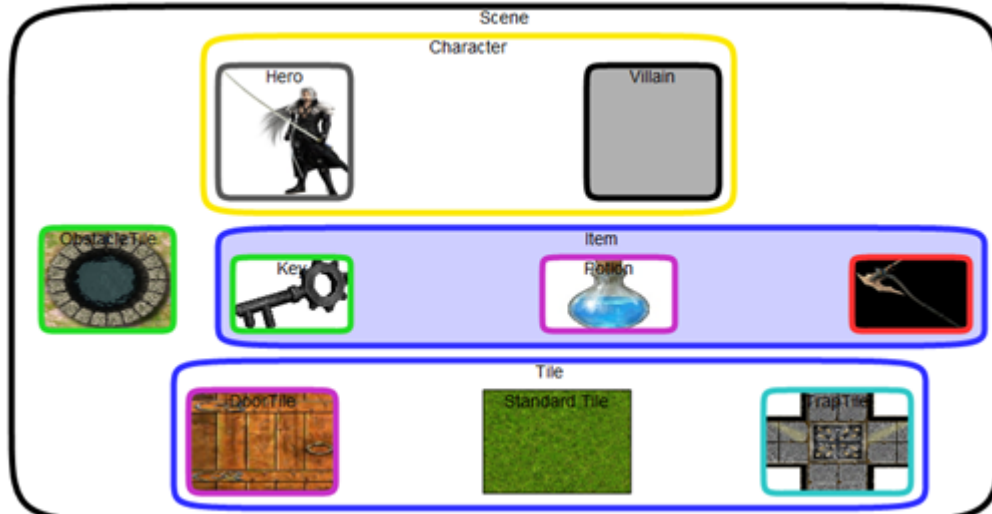 Scene
Character
Hero
Villain
ObstacleTile
Item
Key
Potion
Tile
DoorTile
Standard Tile
TrapTile